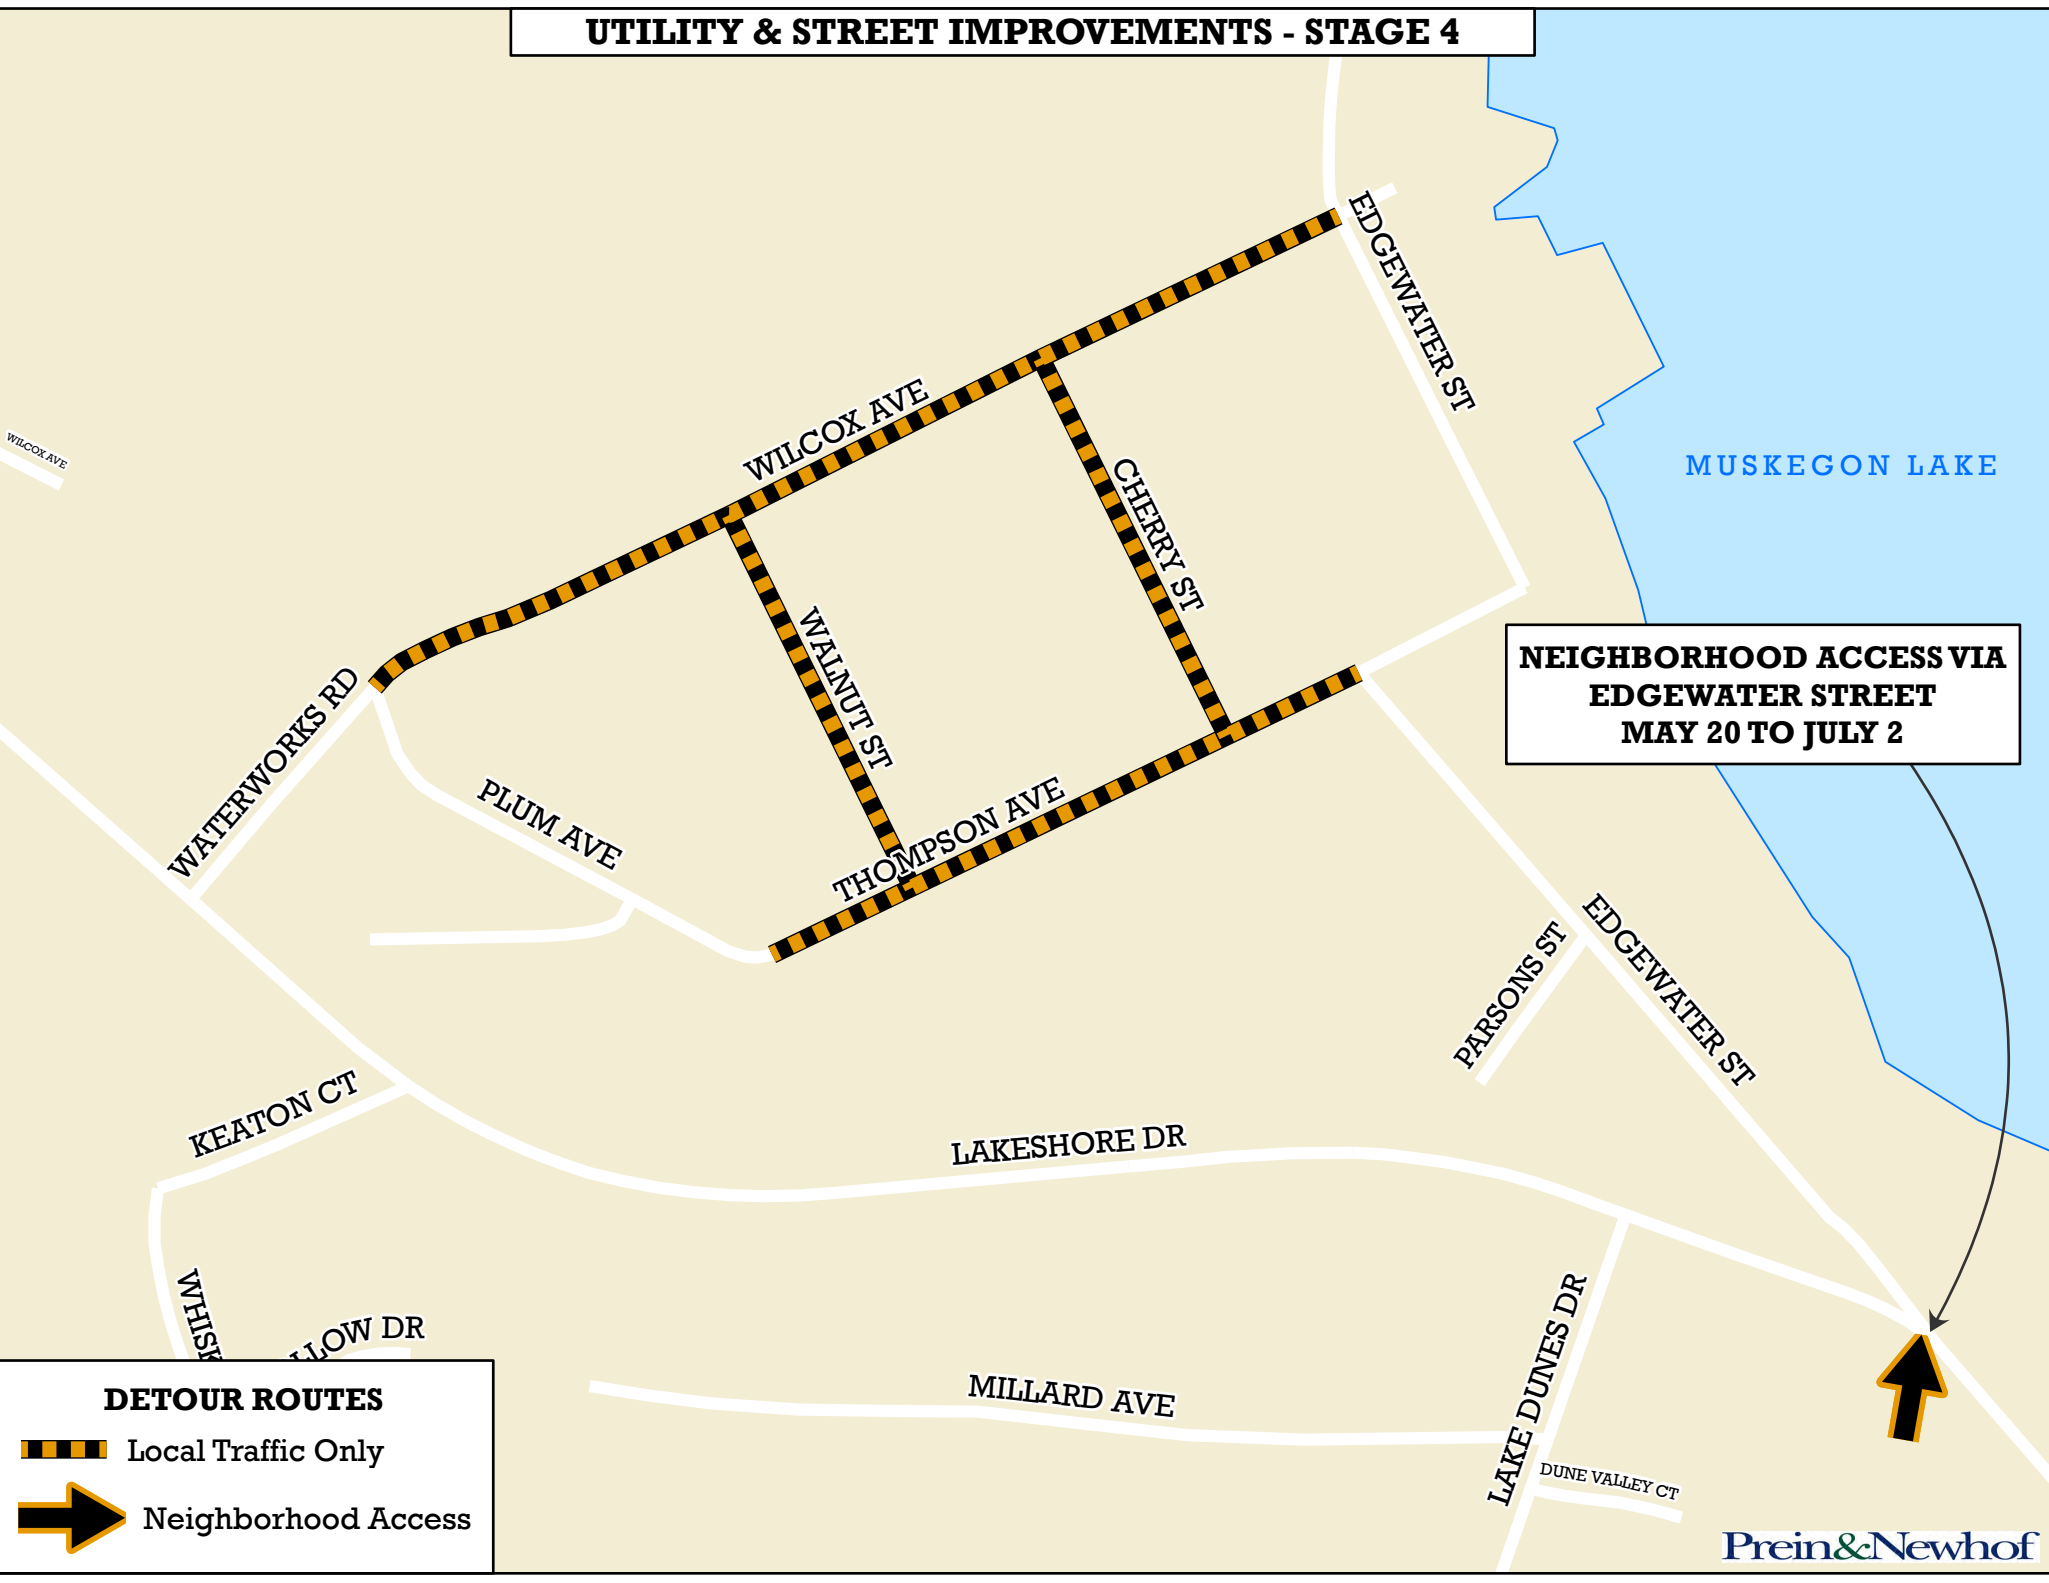 UTILITY & STREET IMPROVEMENTS - STAGE 4
EDGEWATER ST
WILCOX AVE
WILCOX AVE
MUSKEGON LAKE
CHERRY ST
WALNUT ST
NEIGHBORHOOD ACCESS VIA
EDGEWATER STREET
MAY 20 TO JULY 2
WATERWORKS RD
PLUM AVE
THOMPSON AVE
EDGEWATER ST
PARSONS ST
KEATON CT
LAKESHORE DR
WHISK
LLOW DR
LAKE DUNES DR
MILLARD AVE
DUNE VALLEY CT
DETOUR ROUTES
Local Traffic Only
Neighborhood Access
Prein&Newhof